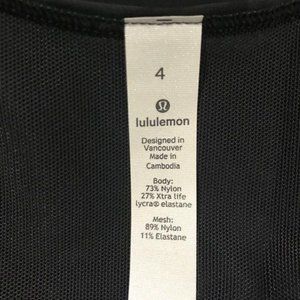 4
lululemon
Designed in
Vancouver
Made in
Cambodia
Body:
73% Nylon
27% Xtra life
lycra® elastane
Mesh:
89% Nylon
11% Elastane